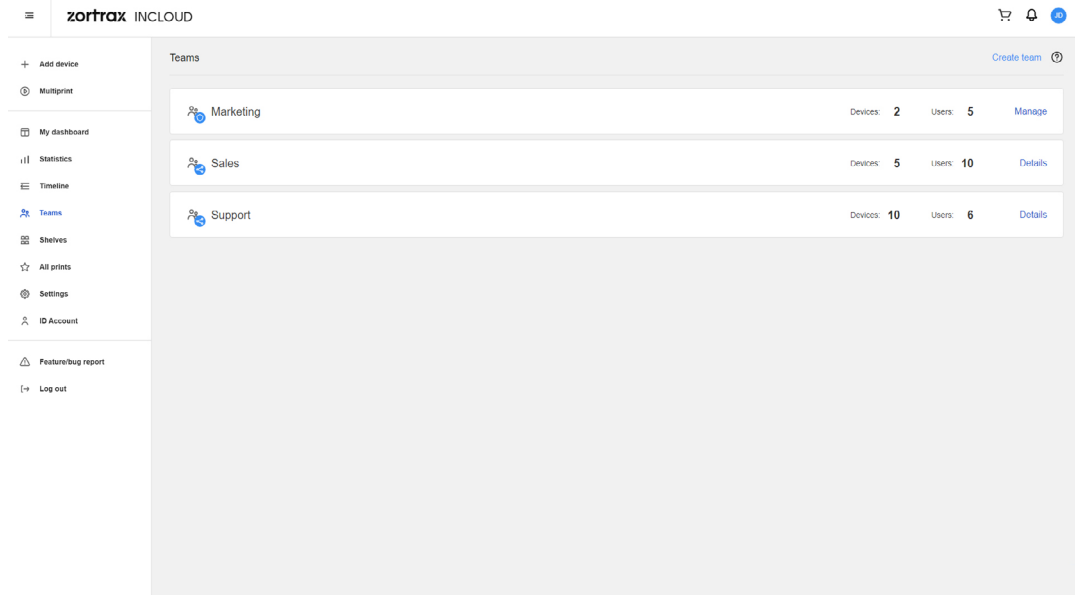 zortrax INCLOUD
JD
Add device
Multiprint
My dashboard
Statistics
Timeline
Teams
Shelves
All prints
Settings
ID Account
Feature/bug report
Log out
Teams
Create team
Marketing Devices: 2 Users: 5 Manage
Sales Devices: 5 Users: 10 Details
Support Devices: 10 Users: 6 Details